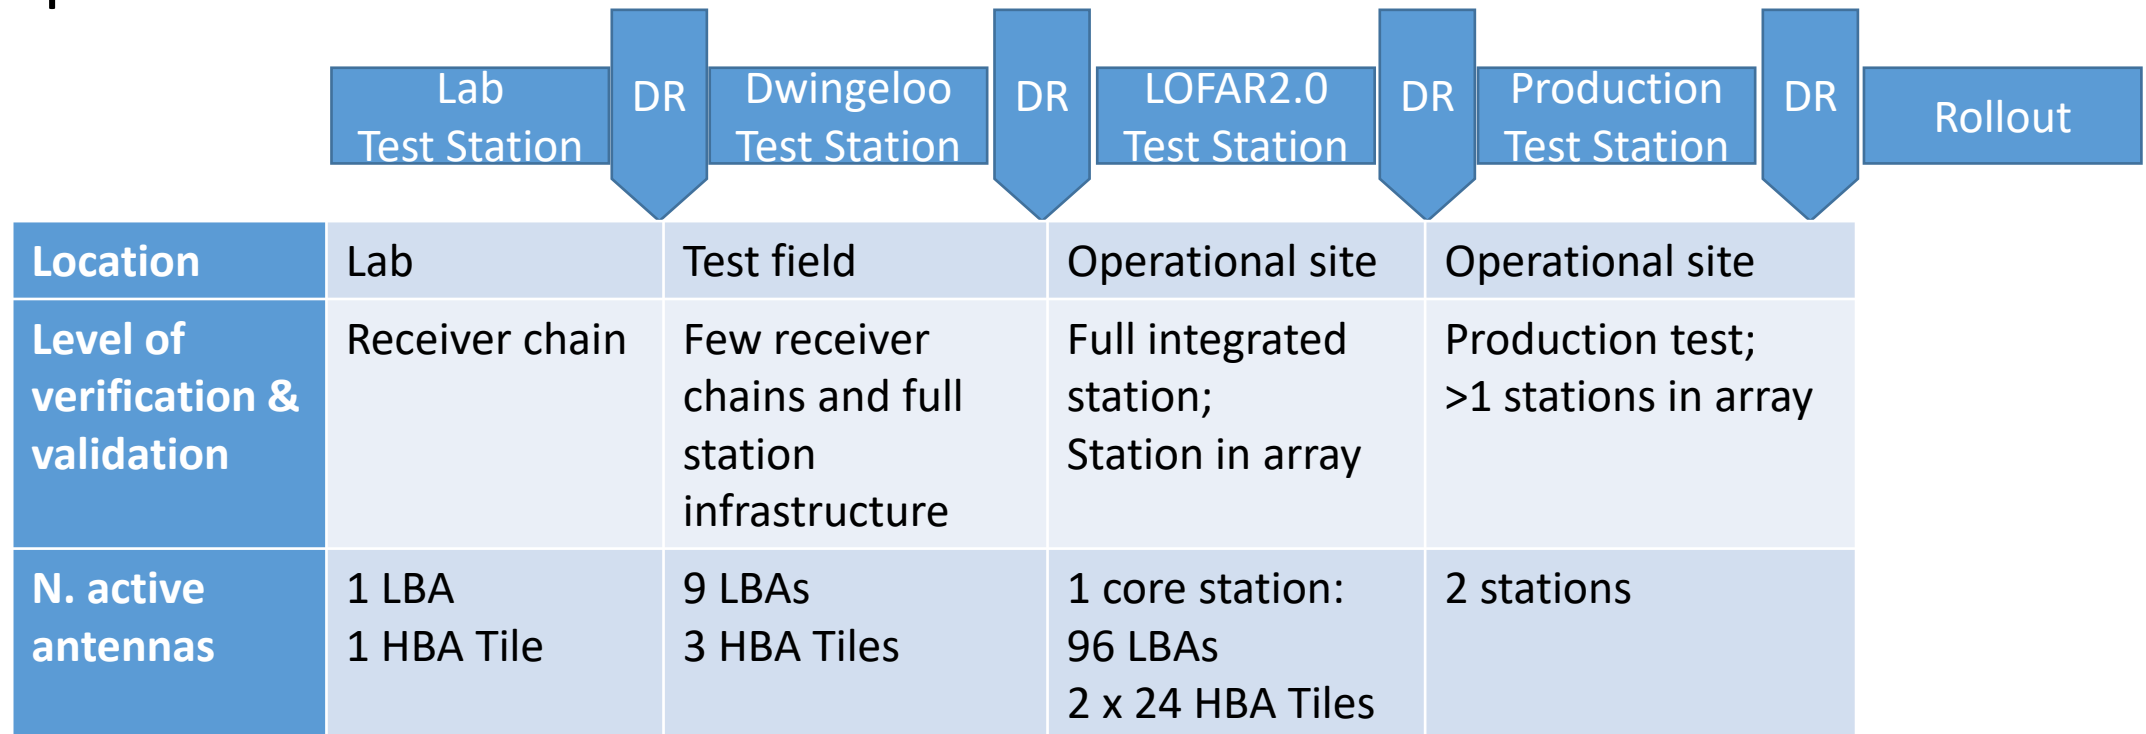 Lab
Test Station
DR
Dwingeloo
Test Station
DR
LOFAR2.0
Test Station
DR
Production
Test Station
DR
Rollout
Location
Lab
Test field
Operational site
Operational site
Level of
verification &
validation
Receiver chain
Few receiver
chains and full
station
infrastructure
Full integrated
station;
Station in array
Production test;
>1 stations in array
N. active
antennas
1 LBA
1 HBA Tile
9 LBAs
3 HBA Tiles
1 core station:
96 LBAs
2 x 24 HBA Tiles
2 stations